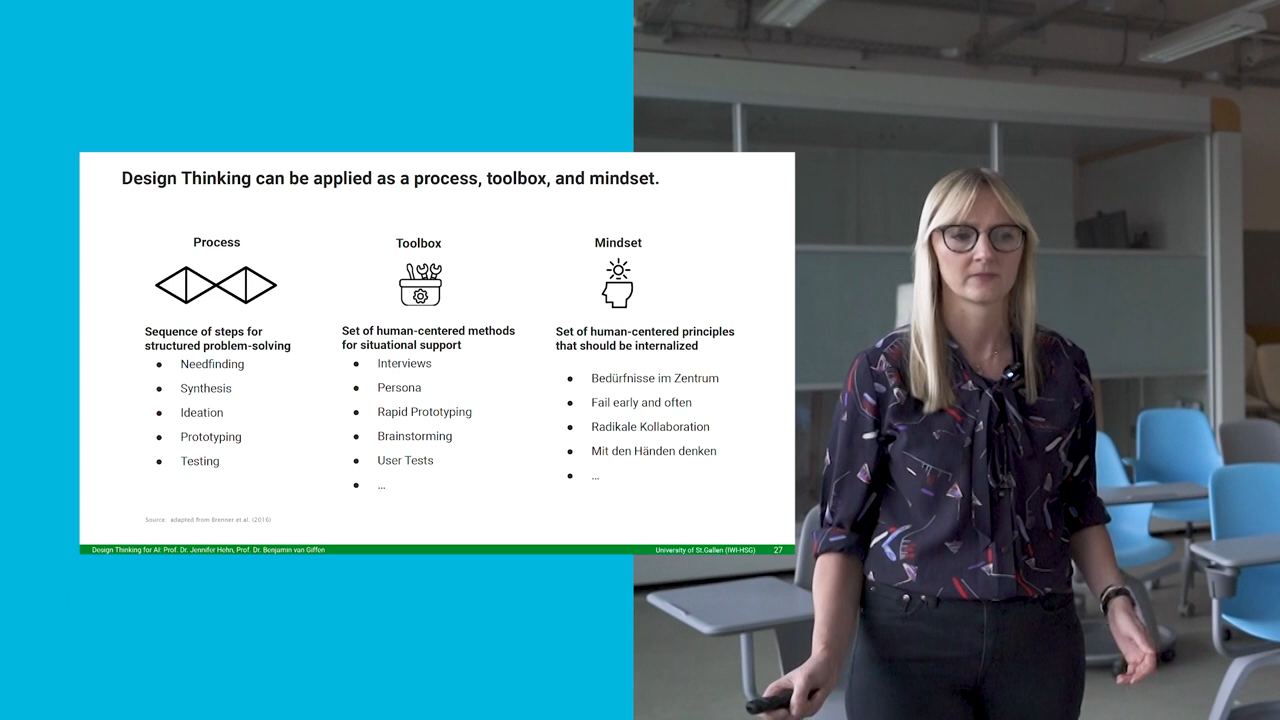 Design Thinking can be applied as a process, toolbox, and mindset.
Process
Sequence of steps for
structured problem-solving
• Needfinding
• Synthesis
• Ideation
• Prototyping
• Testing
Toolbox
Set of human-centered methods
for situational support
• Interviews
• Persona
• Rapid Prototyping
• Brainstorming
• User Tests
• ...
Mindset
Set of human-centered principles
that should be internalized
• Bedürfnisse im Zentrum
• Fail early and often
• Radikale Kollaboration
• Mit den Händen denken
• ...
Source: adapted from Brenner et al. (2016)
Design Thinking for AI: Prof. Dr. Jennifer Hehn, Prof. Dr. Benjamin van Giffen
University of St.Gallen (IWI-HSG) 27